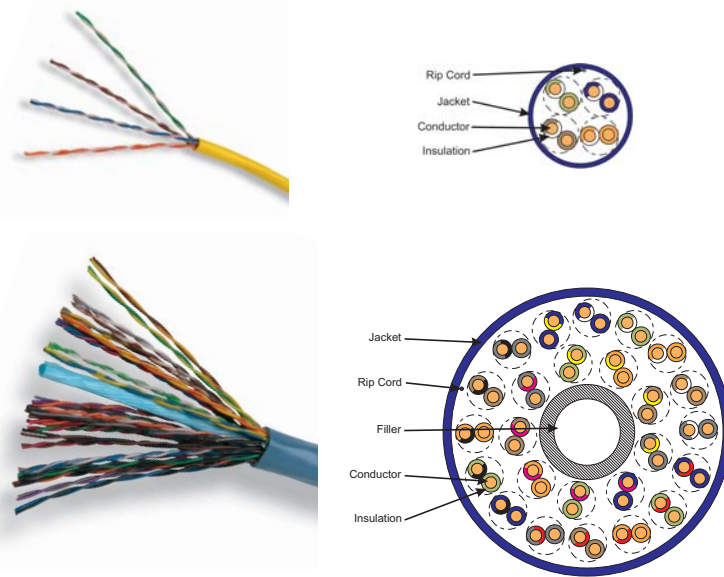 Rip Cord
Jacket
Conductor
Insulation
Jacket
Rip Cord
Filler
Conductor
Insulation